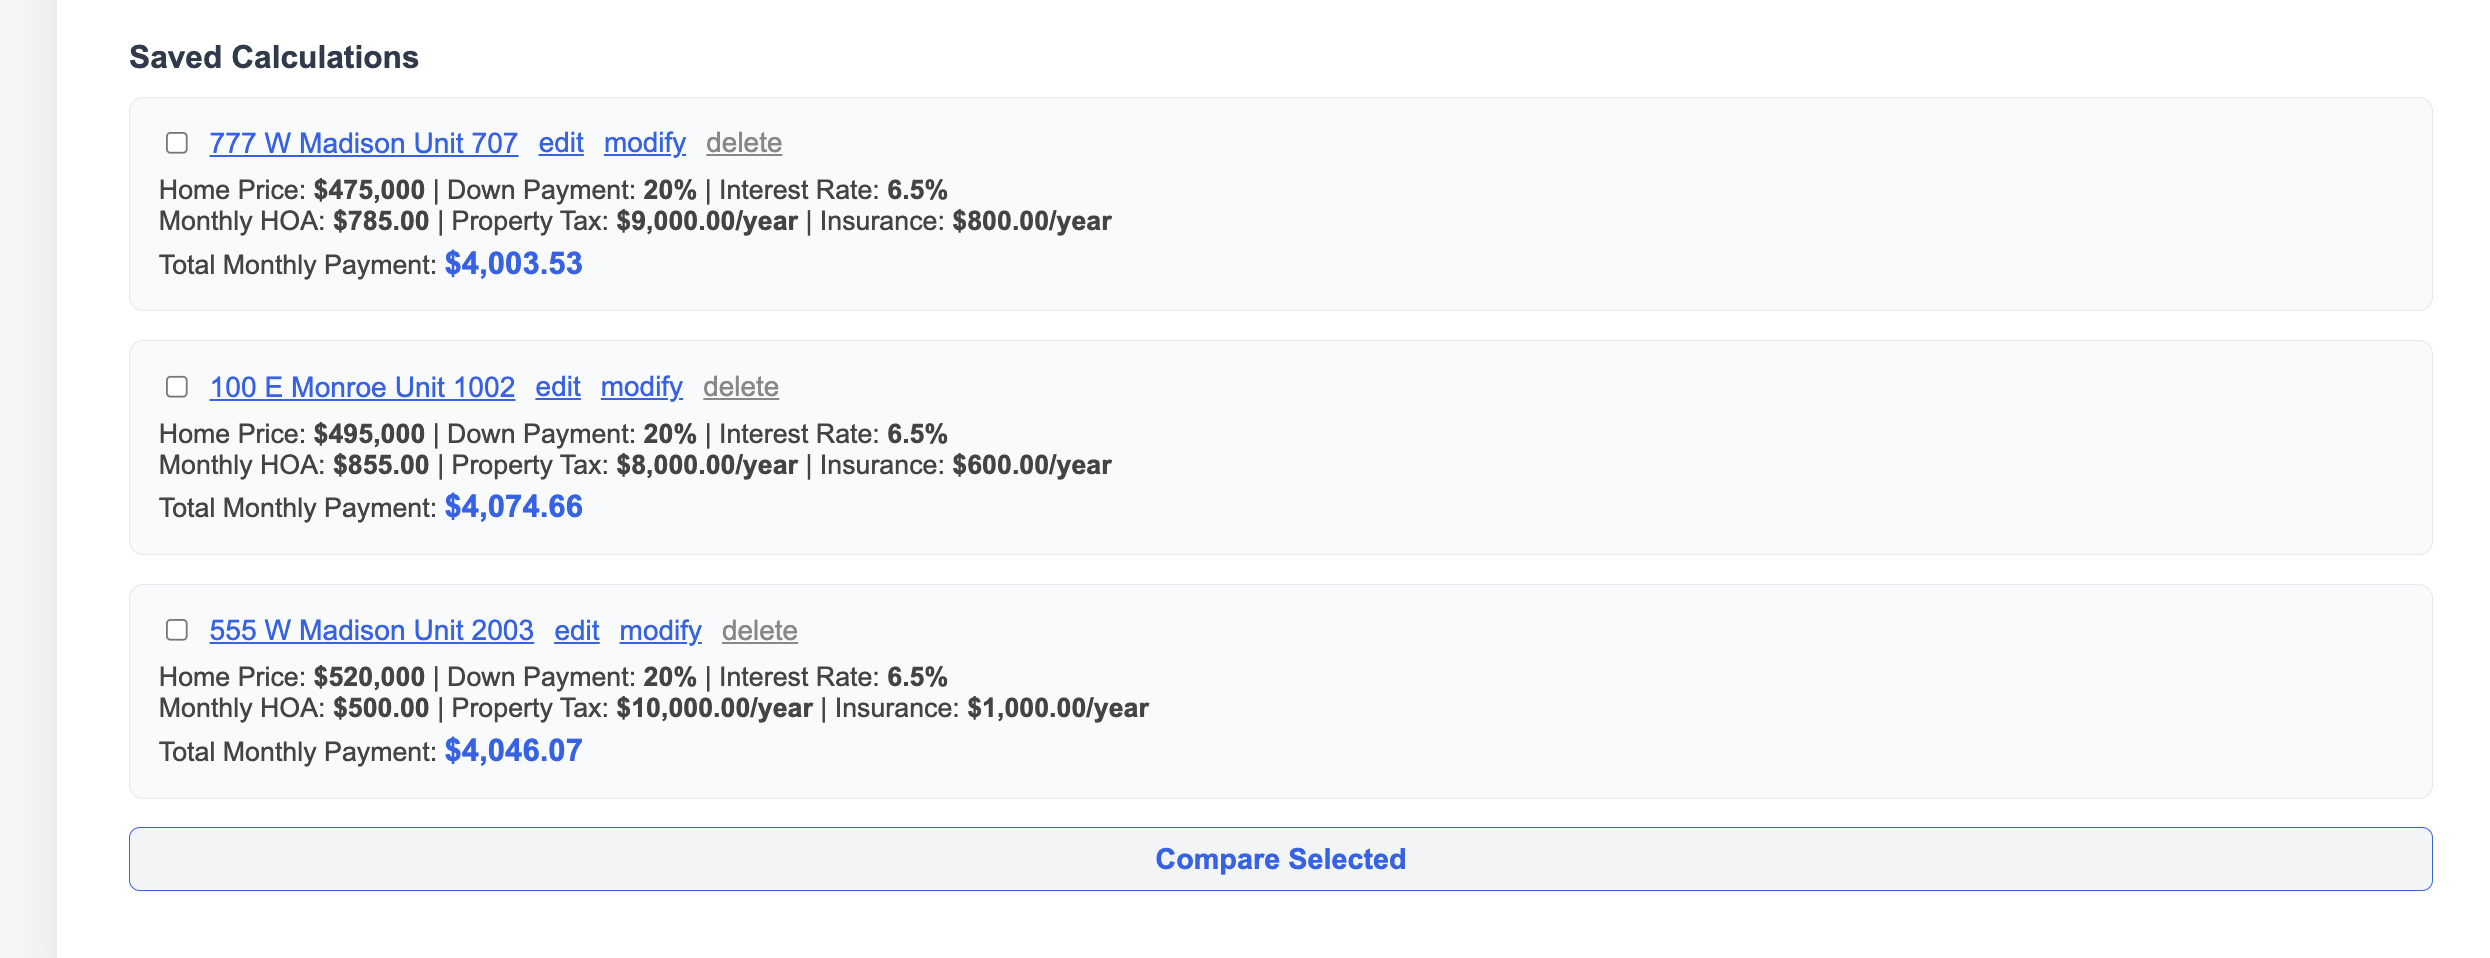 Saved Calculations
777 W Madison Unit 707 edit modify delete
Home Price: $475,000 | Down Payment: 20% | Interest Rate: 6.5%
Monthly HOA: $785.00 | Property Tax: $9,000.00/year | Insurance: $800.00/year
Total Monthly Payment: $4,003.53
100 E Monroe Unit 1002 edit modify delete
Home Price: $495,000 | Down Payment: 20% | Interest Rate: 6.5%
Monthly HOA: $855.00 | Property Tax: $8,000.00/year | Insurance: $600.00/year
Total Monthly Payment: $4,074.66
555 W Madison Unit 2003 edit modify delete
Home Price: $520,000 | Down Payment: 20% | Interest Rate: 6.5%
Monthly HOA: $500.00 | Property Tax: $10,000.00/year | Insurance: $1,000.00/year
Total Monthly Payment: $4,046.07
Compare Selected